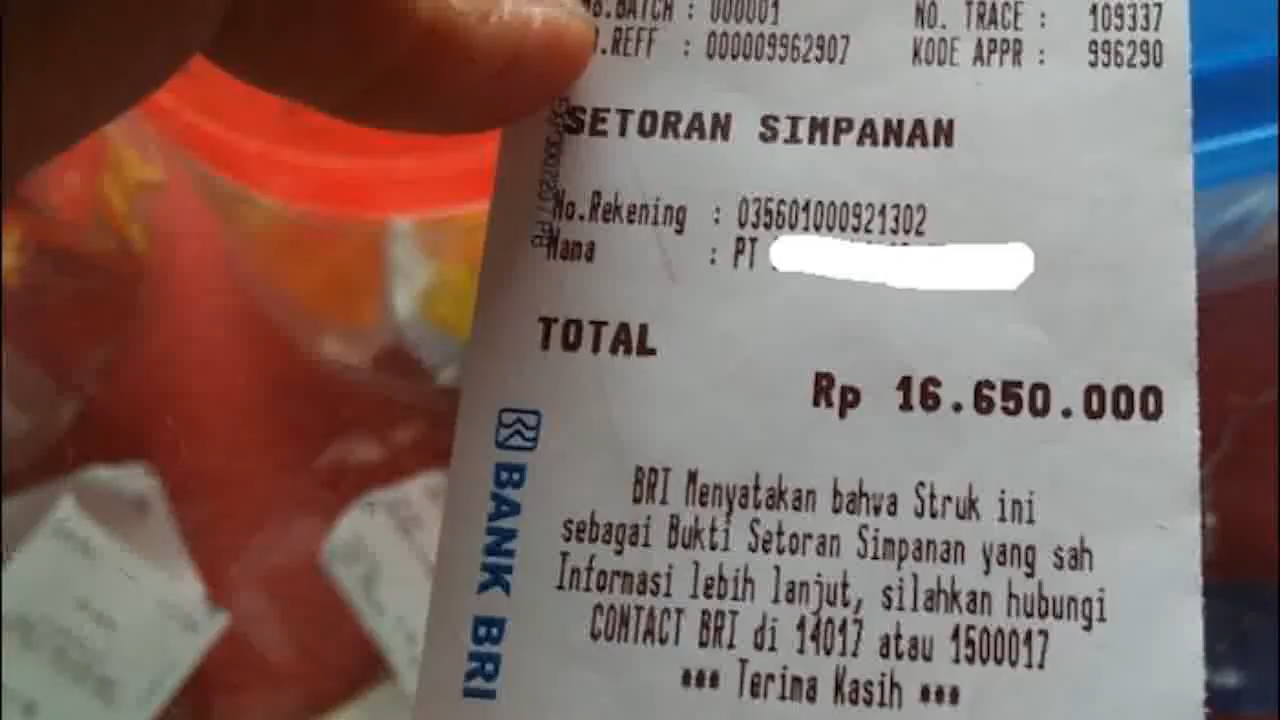 .BATCH : 000001 NO. TRACE : 109337
.REFF : 000009962907 KODE APPR : 996290
SETORAN SIMPANAN
No.Rekening : 035601000921302
Nama : PT
TOTAL
Rp 16.650.000
BRI Menyatakan bahwa Struk ini
sebagai Bukti Setoran Simpanan yang sah
Informasi lebih lanjut, silahkan hubungi
CONTACT BRI di 14017 atau 1500017
*** Terima Kasih ***
BANK BRI